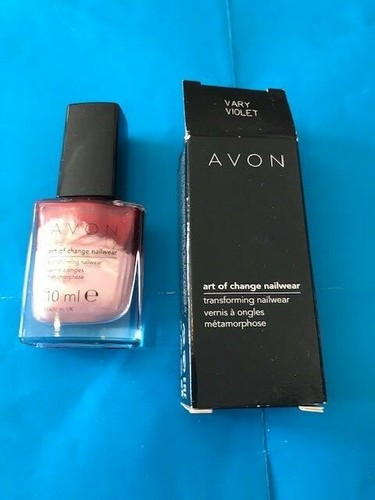 AVON
art of change nailwear
transforming nailwear
vernis à ongles
métamorphose
10 ml e
VARY
VIOLET
AVON
art of change nailwear
transforming nailwear
vernis à ongles
métamorphose